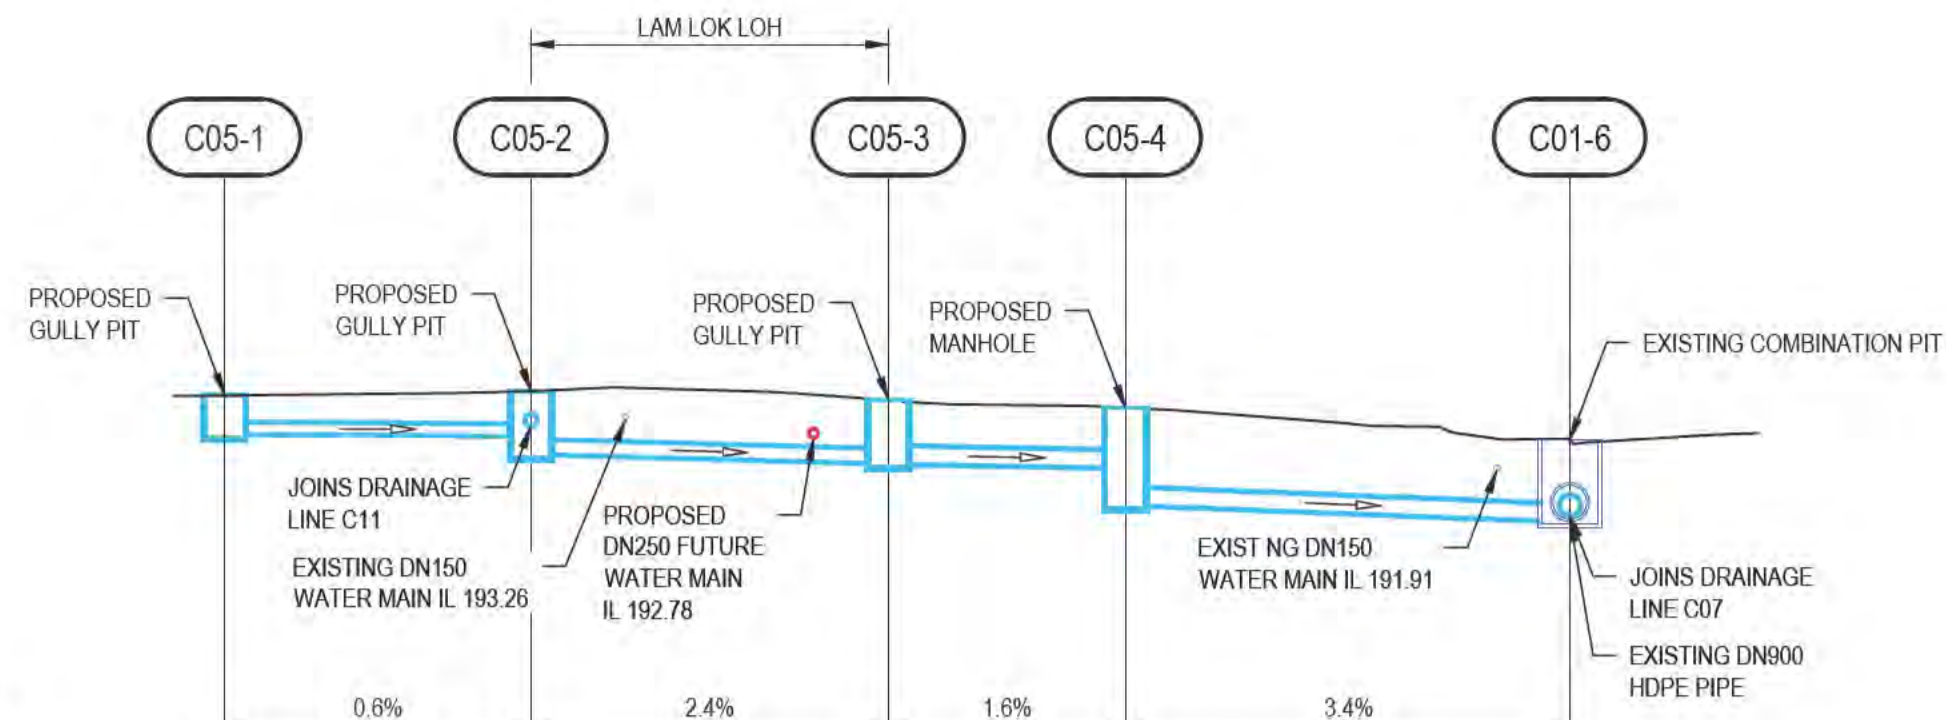 LAM LOK LOH
C05-1
C05-2
C05-3
C05-4
C01-6
PROPOSED
GULLY PIT
PROPOSED
GULLY PIT
PROPOSED
GULLY PIT
PROPOSED
MANHOLE
EXISTING COMBINATION PIT
JOINS DRAINAGE
LINE C11
EXISTING DN150
WATER MAIN IL 193.26
PROPOSED
DN250 FUTURE
WATER MAIN
IL 192.78
EXIST NG DN150
WATER MAIN IL 191.91
JOINS DRAINAGE
LINE C07
EXISTING DN900
HDPE PIPE
0.6%
2.4%
1.6%
3.4%